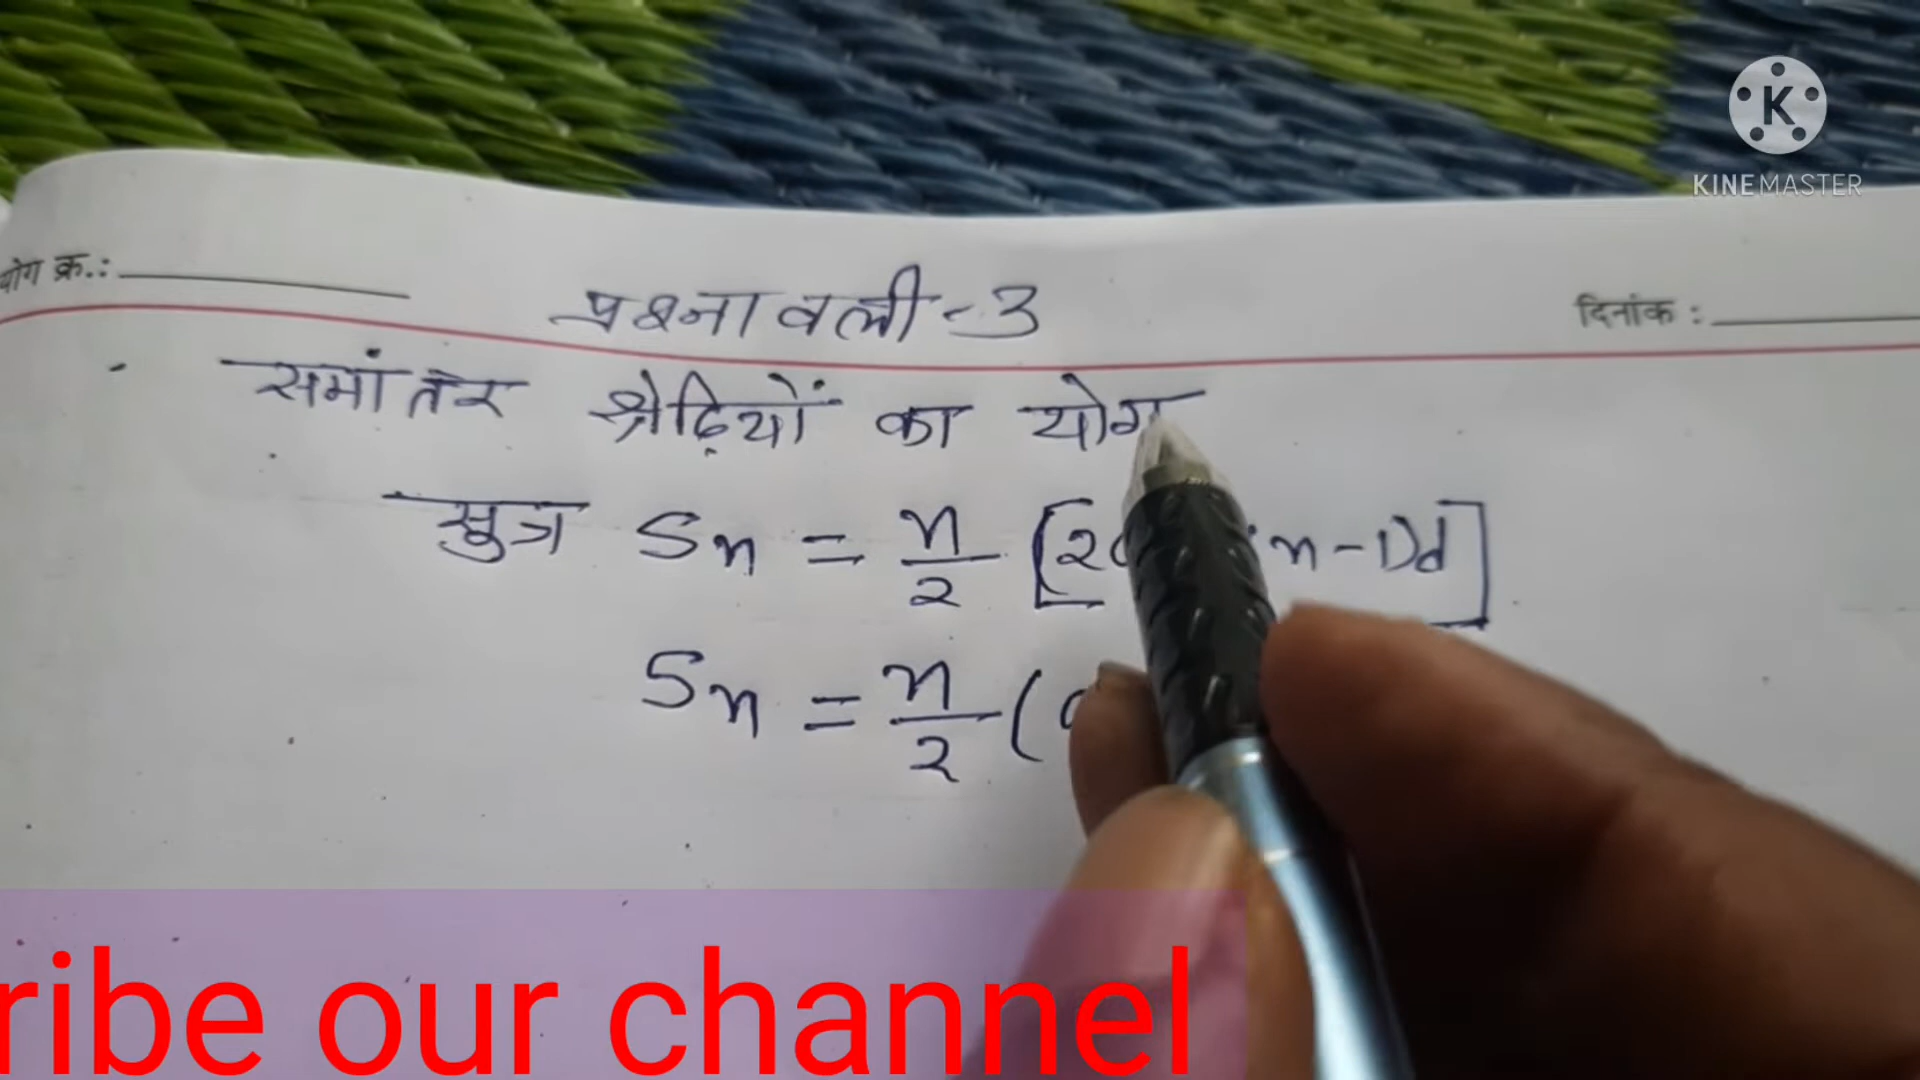 KINEMASTER
योग क्र.:
प्रश्नावली-3
दिनांक :
समांतर श्रेढ़ियों का योग
सूत्र Sn = n/2 [2 n-1)d]
Sn = n/2 (
ribe our channel